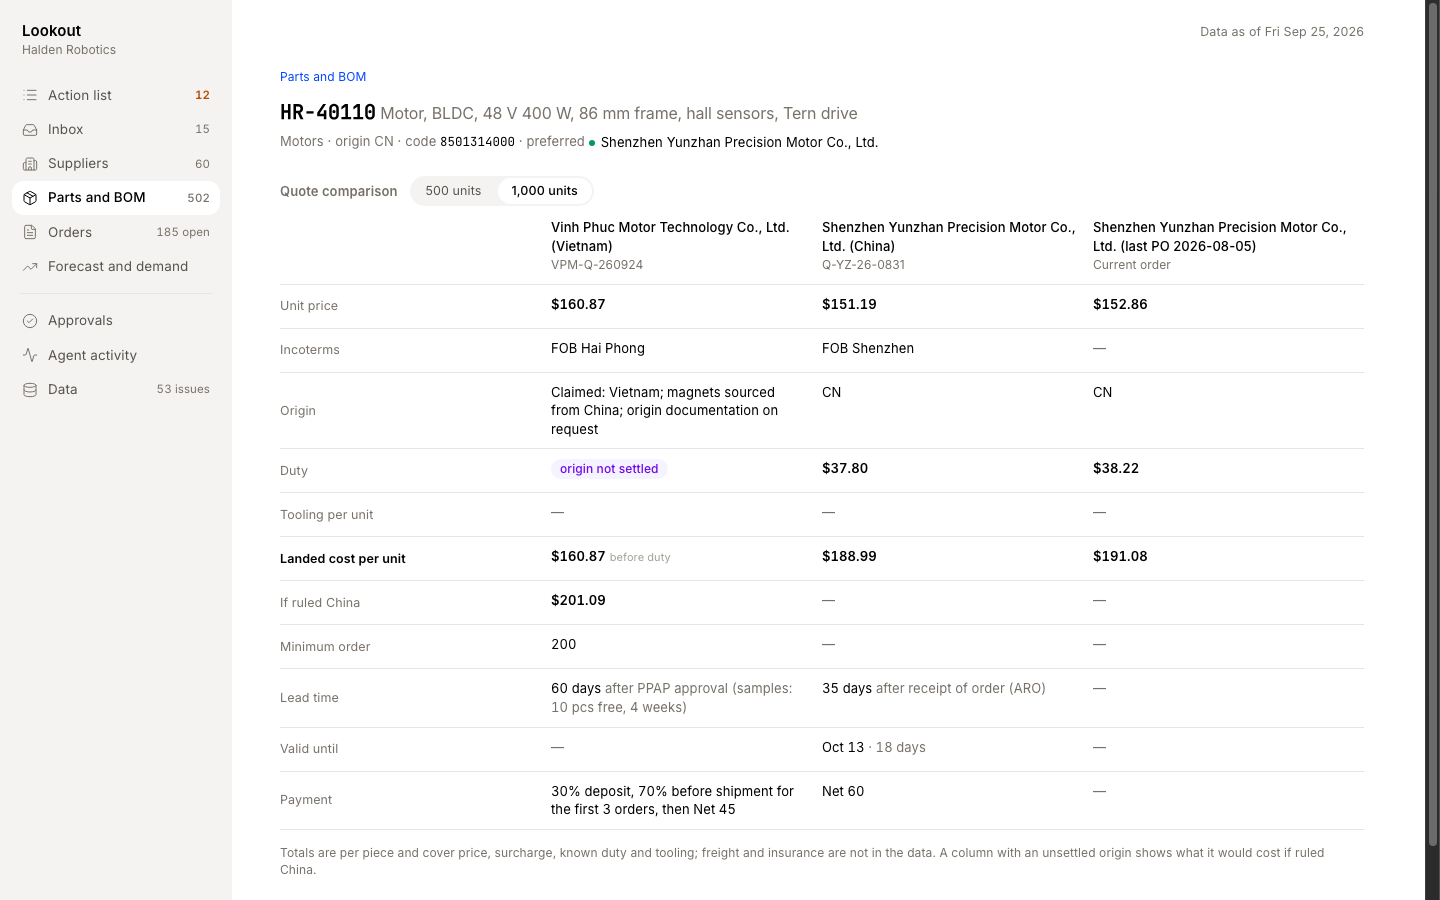 Lookout
Halden Robotics
Action list 12
Inbox 15
Suppliers 60
Parts and BOM 502
Orders 185 open
Forecast and demand
Approvals
Agent activity
Data 53 issues
Data as of Fri Sep 25, 2026
Parts and BOM
HR-40110 Motor, BLDC, 48 V 400 W, 86 mm frame, hall sensors, Tern drive
Motors · origin CN · code 8501314000 · preferred Shenzhen Yunzhan Precision Motor Co., Ltd.
Quote comparison 500 units 1,000 units
Vinh Phuc Motor Technology Co., Ltd. (Vietnam)
VPM-Q-260924
Shenzhen Yunzhan Precision Motor Co., Ltd. (China)
Q-YZ-26-0831
Shenzhen Yunzhan Precision Motor Co., Ltd. (last PO 2026-08-05)
Current order
Unit price $160.87 $151.19 $152.86
Incoterms FOB Hai Phong FOB Shenzhen —
Origin Claimed: Vietnam; magnets sourced from China; origin documentation on request CN CN
Duty origin not settled $37.80 $38.22
Tooling per unit — — —
Landed cost per unit $160.87 before duty $188.99 $191.08
If ruled China $201.09 — —
Minimum order 200 — —
Lead time 60 days after PPAP approval (samples: 10 pcs free, 4 weeks) 35 days after receipt of order (ARO) —
Valid until — Oct 13 · 18 days —
Payment 30% deposit, 70% before shipment for the first 3 orders, then Net 45 Net 60 —
Totals are per piece and cover price, surcharge, known duty and tooling; freight and insurance are not in the data. A column with an unsettled origin shows what it would cost if ruled
China.